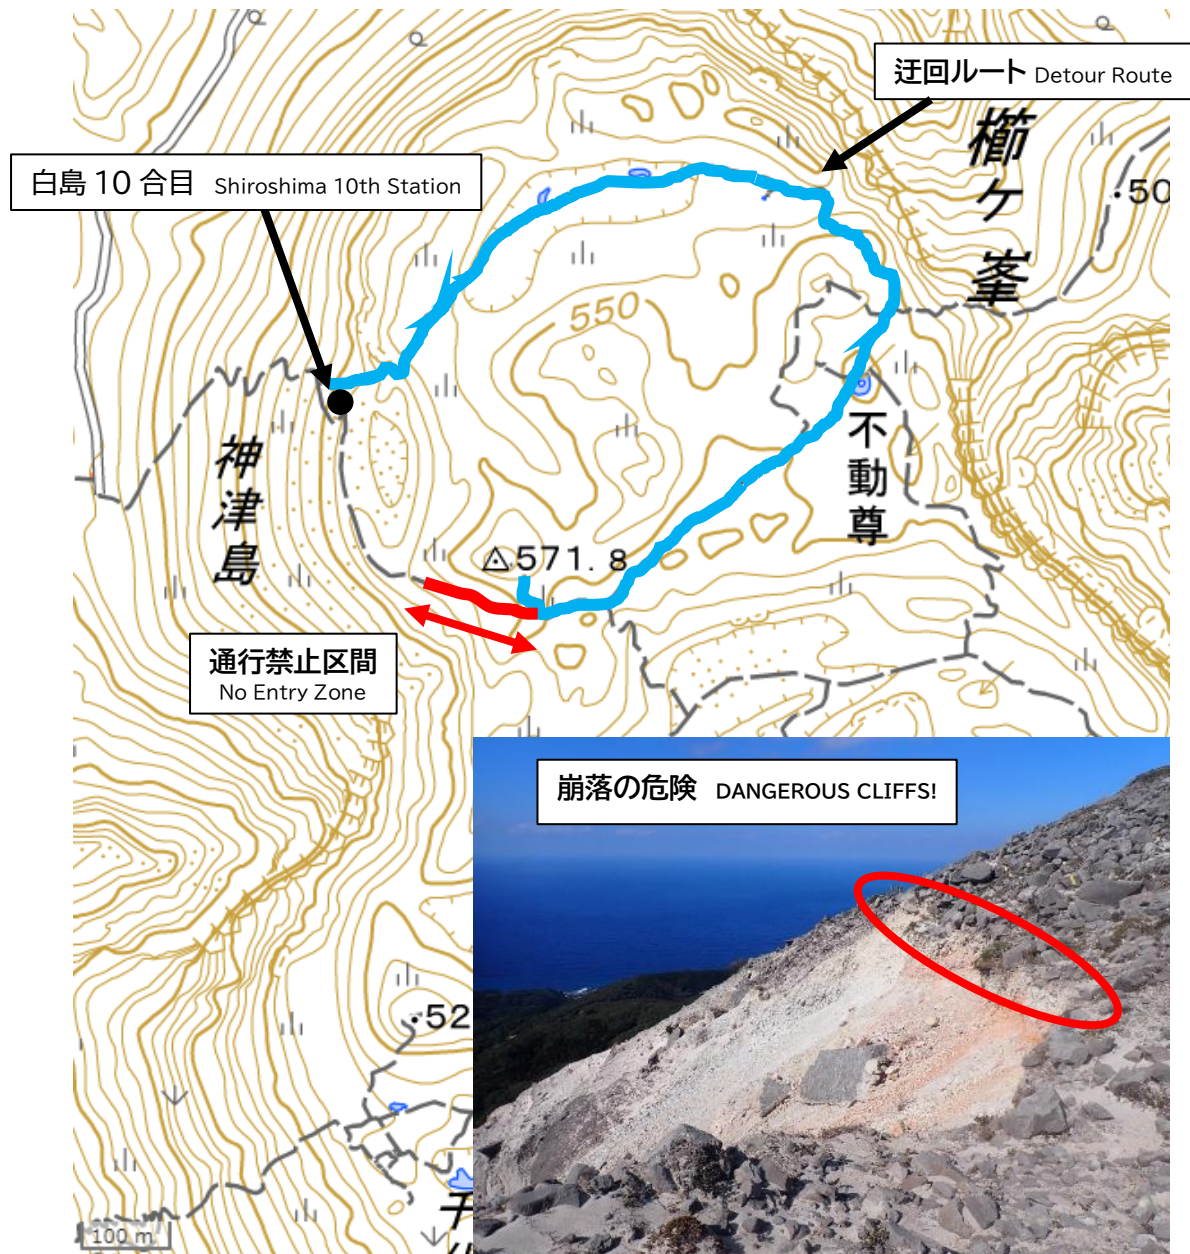 迂回ルート Detour Route
櫛ケ峯
・50
白島 10 合目 Shiroshima 10th Station
550
神津島
不動尊
571.8
通行禁止区間
No Entry Zone
崩落の危険 DANGEROUS CLIFFS!
・52
千
100 m